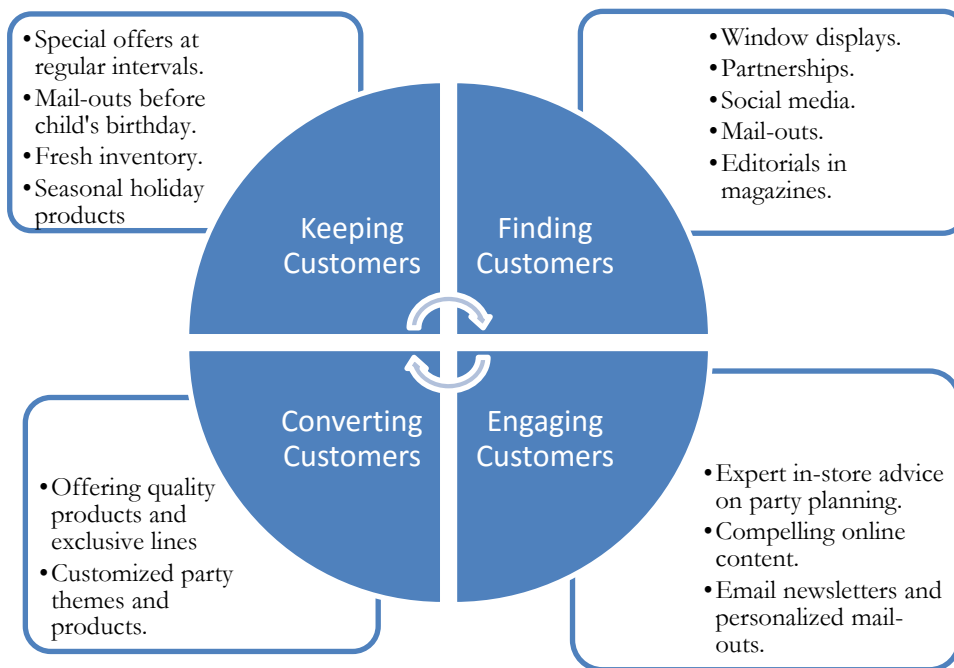 •Special offers at
regular intervals.
•Mail-outs before
child's birthday.
•Fresh inventory.
•Seasonal holiday
products
•Window displays.
•Partnerships.
•Social media.
•Mail-outs.
•Editorials in
magazines.
Keeping
Customers
Finding
Customers
Converting
Customers
Engaging
Customers
•Offering quality
products and
exclusive lines
•Customized party
themes and
products.
•Expert in-store advice
on party planning.
•Compelling online
content.
•Email newsletters and
personalized mail-
outs.